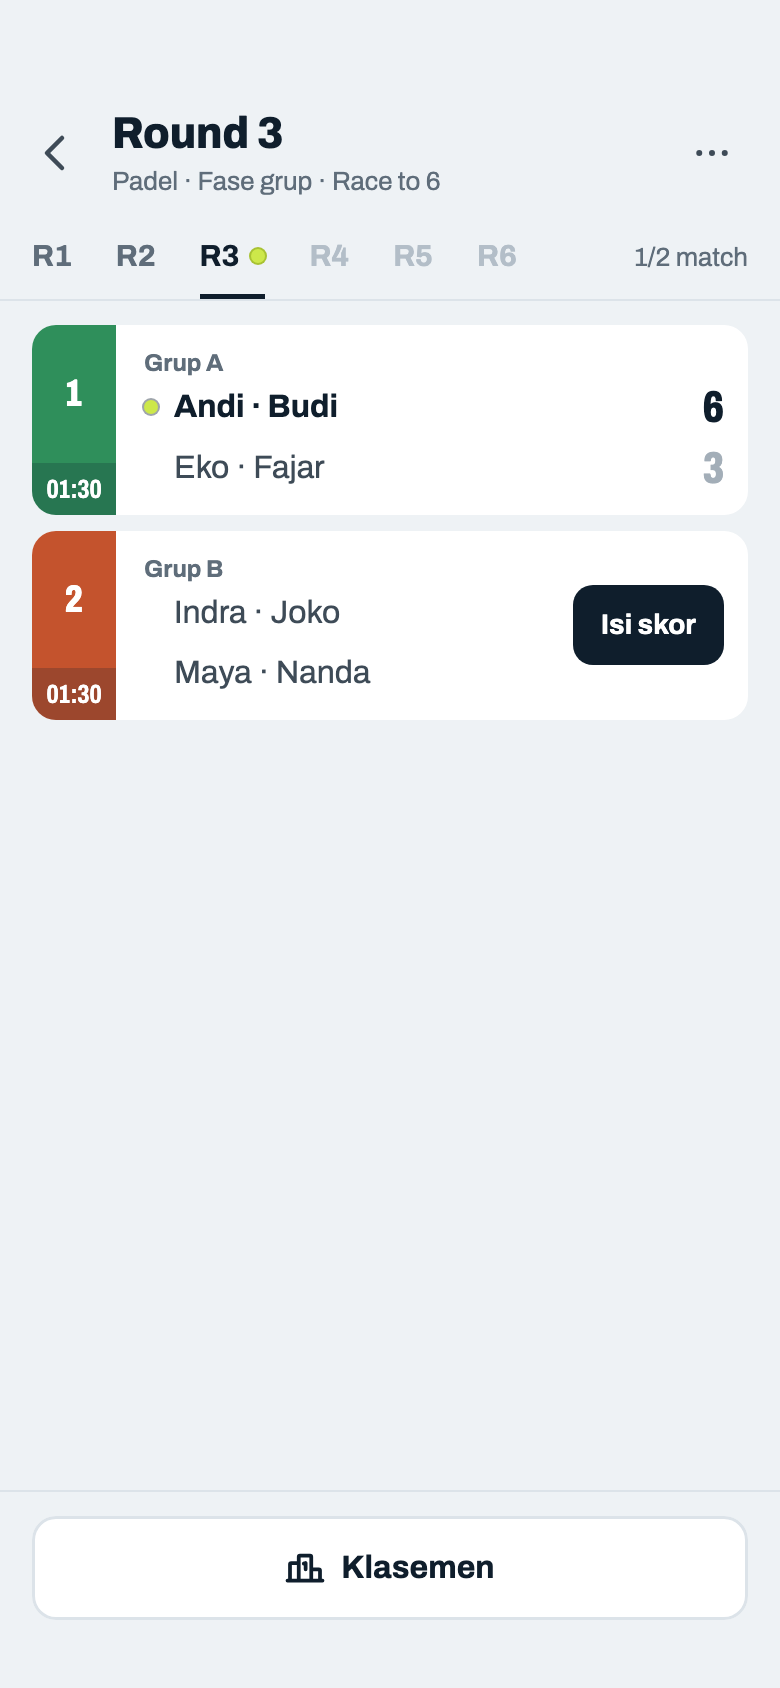 Round 3
Padel · Fase grup · Race to 6
R1 R2 R3 R4 R5 R6 1/2 match
1
01:30
Grup A
Andi · Budi 6
Eko · Fajar 3
2
01:30
Grup B
Indra · Joko
Maya · Nanda
Isi skor
Klasemen